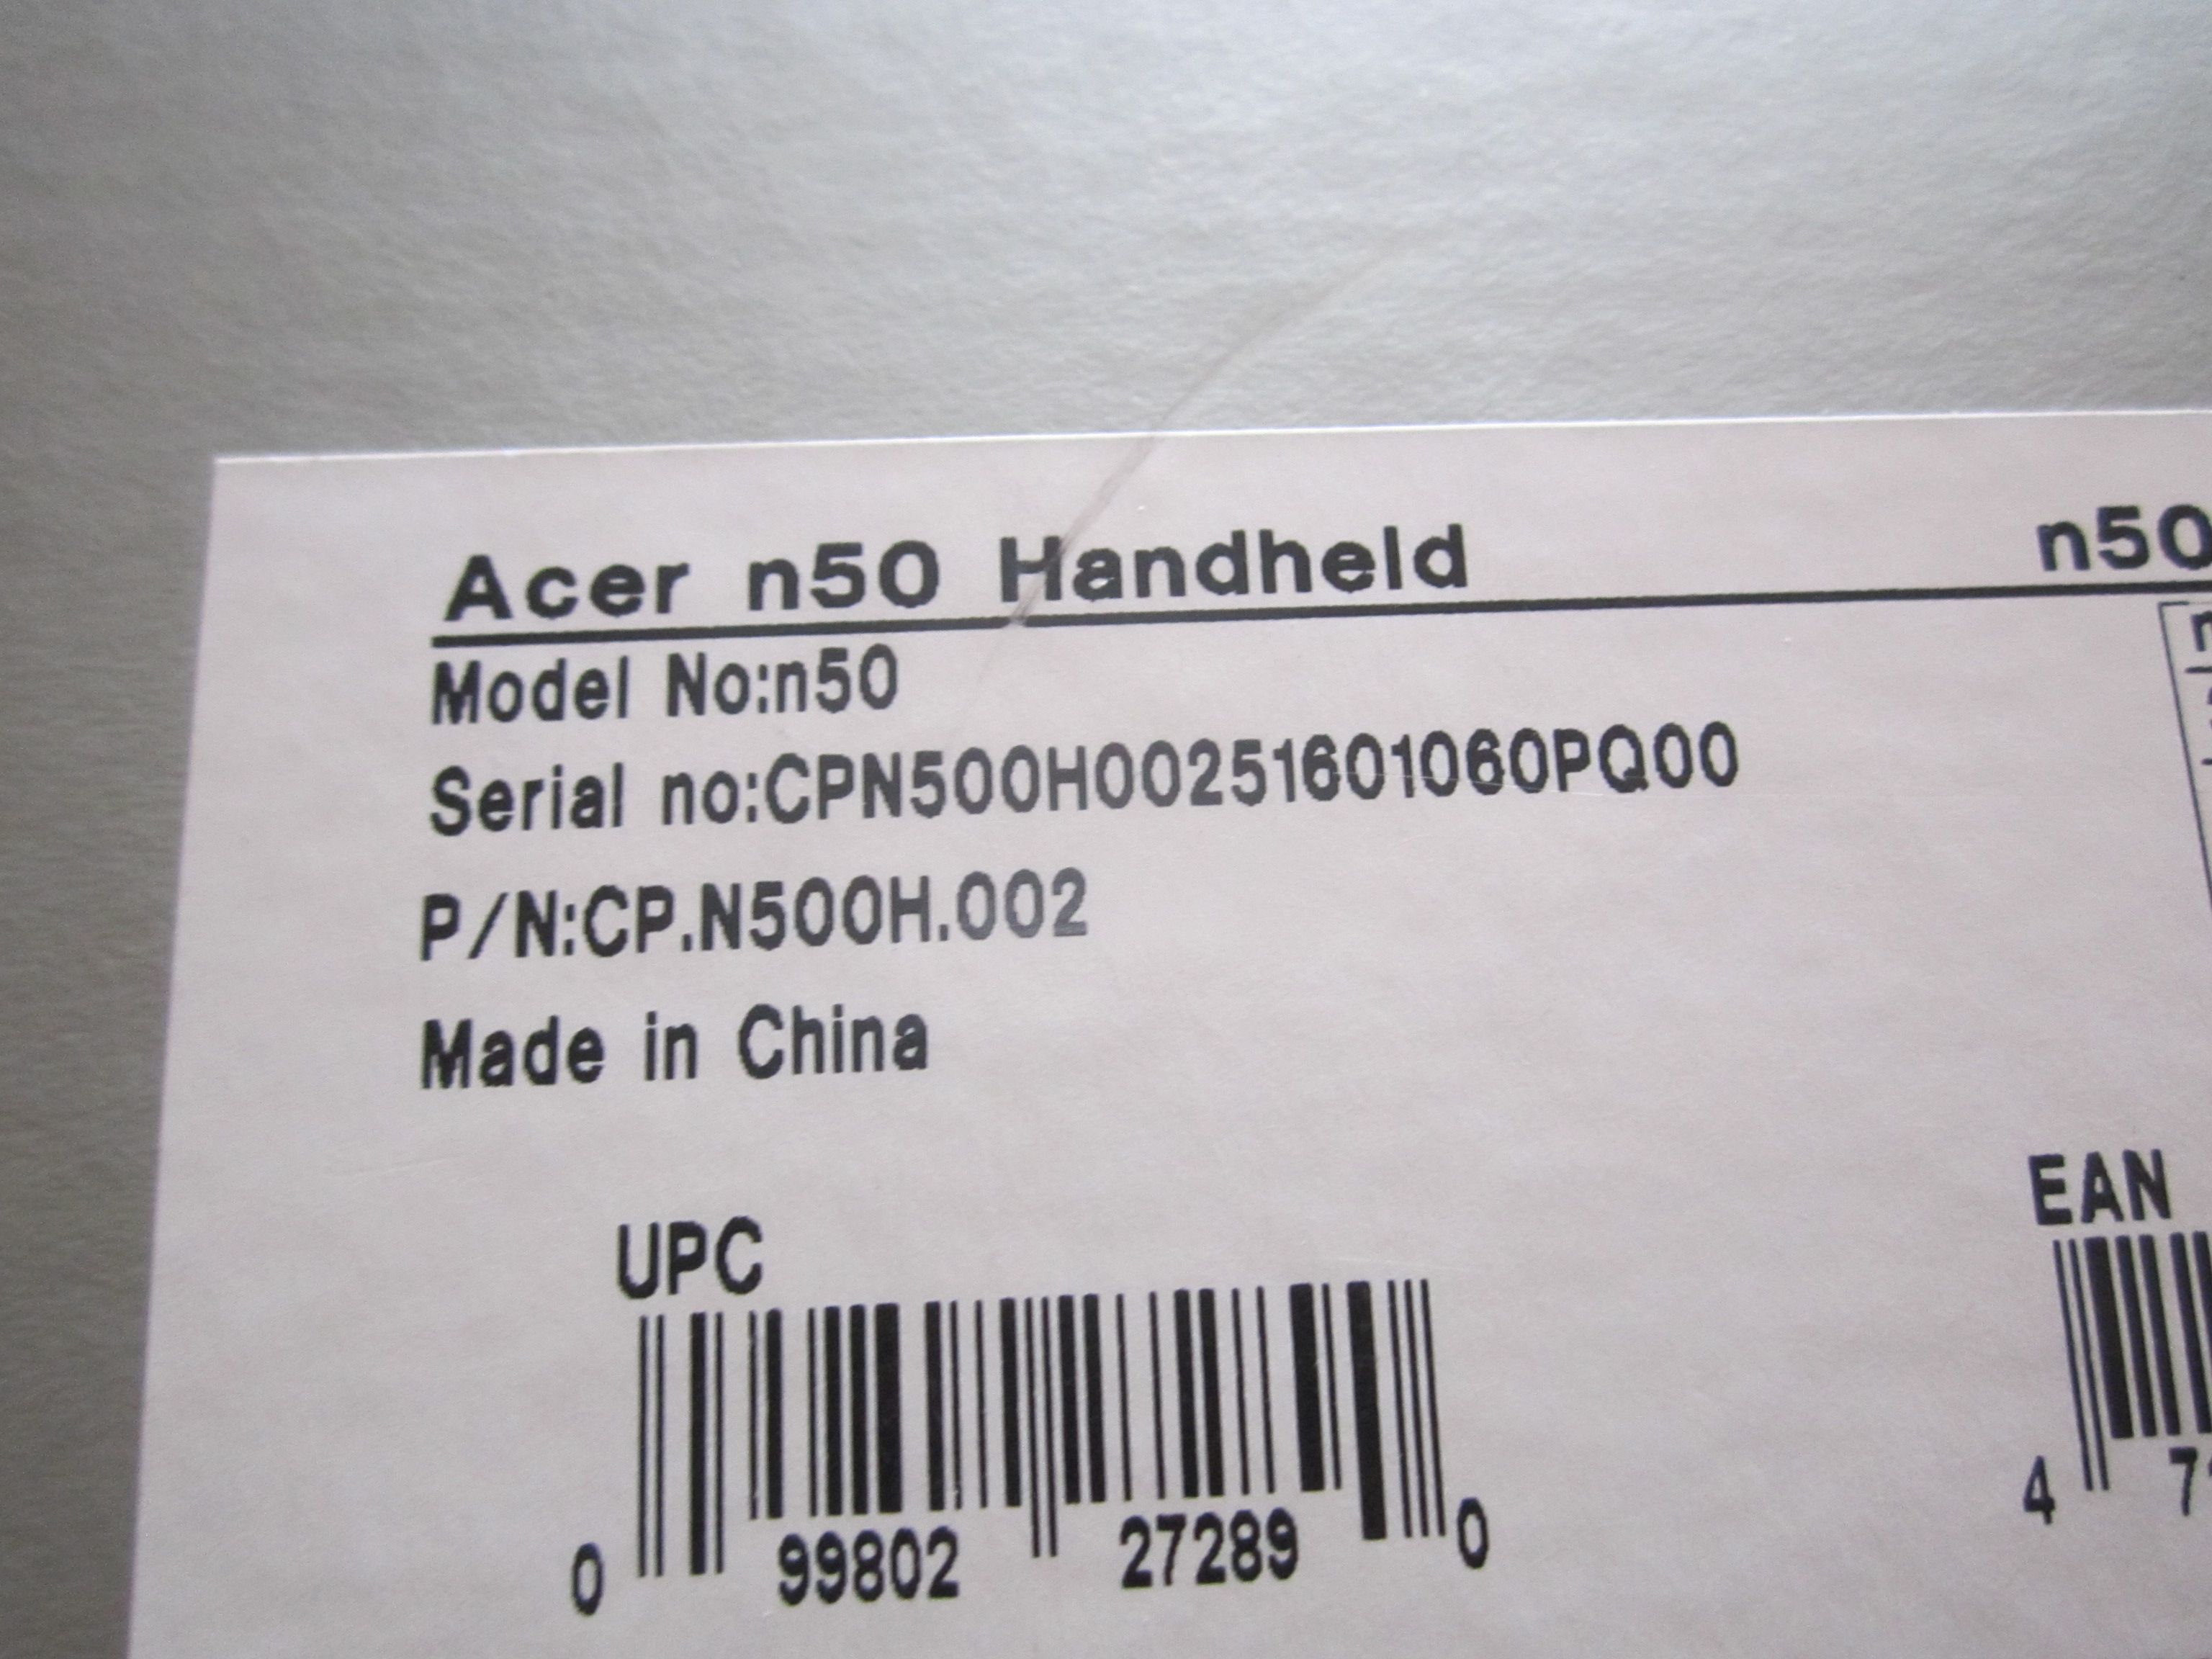 Acer n50 Handheld n50
Model No:n50
Serial no:CPN500H00251601060PQ00
P/N:CP.N500H.002
Made in China
UPC
EAN
0 99802 27289 0
4 7